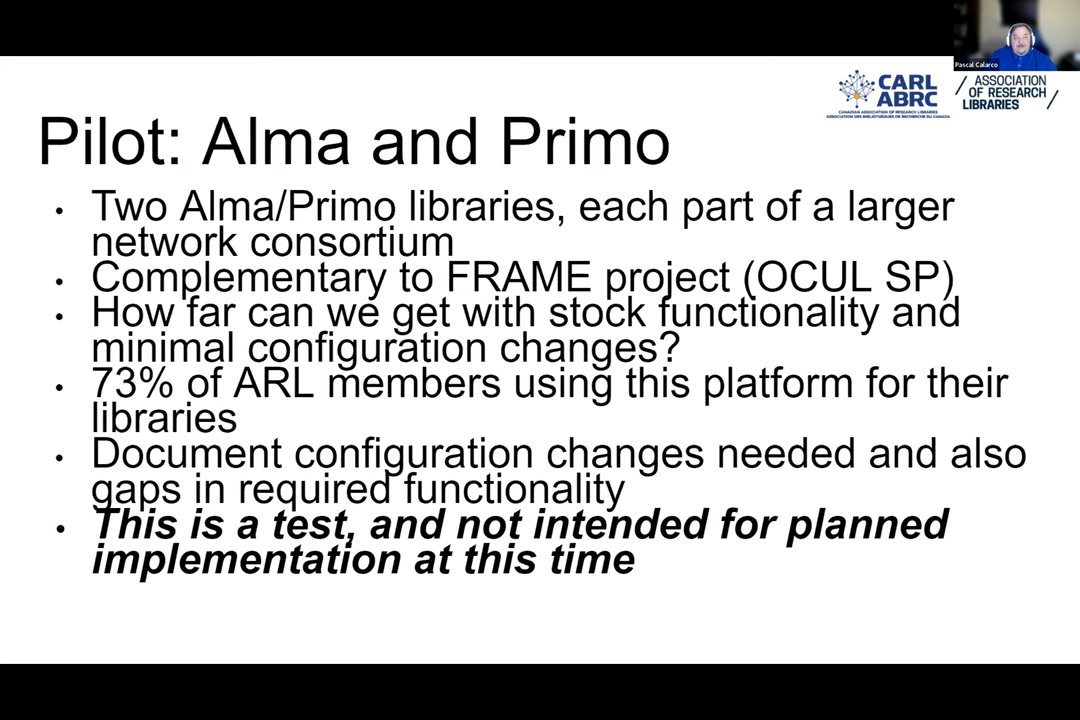 Pascal Calarco
CARL
ABRC
CANADIAN ASSOCIATION OF RESEARCH LIBRARIES
ASSOCIATION DES BIBLIOTHÈQUES DE RECHERCHE DU CANADA
ASSOCIATION
OF RESEARCH
LIBRARIES
Pilot: Alma and Primo
• Two Alma/Primo libraries, each part of a larger
network consortium
• Complementary to FRAME project (OCUL SP)
• How far can we get with stock functionality and
minimal configuration changes?
• 73% of ARL members using this platform for their
libraries
• Document configuration changes needed and also
gaps in required functionality
• This is a test, and not intended for planned
implementation at this time